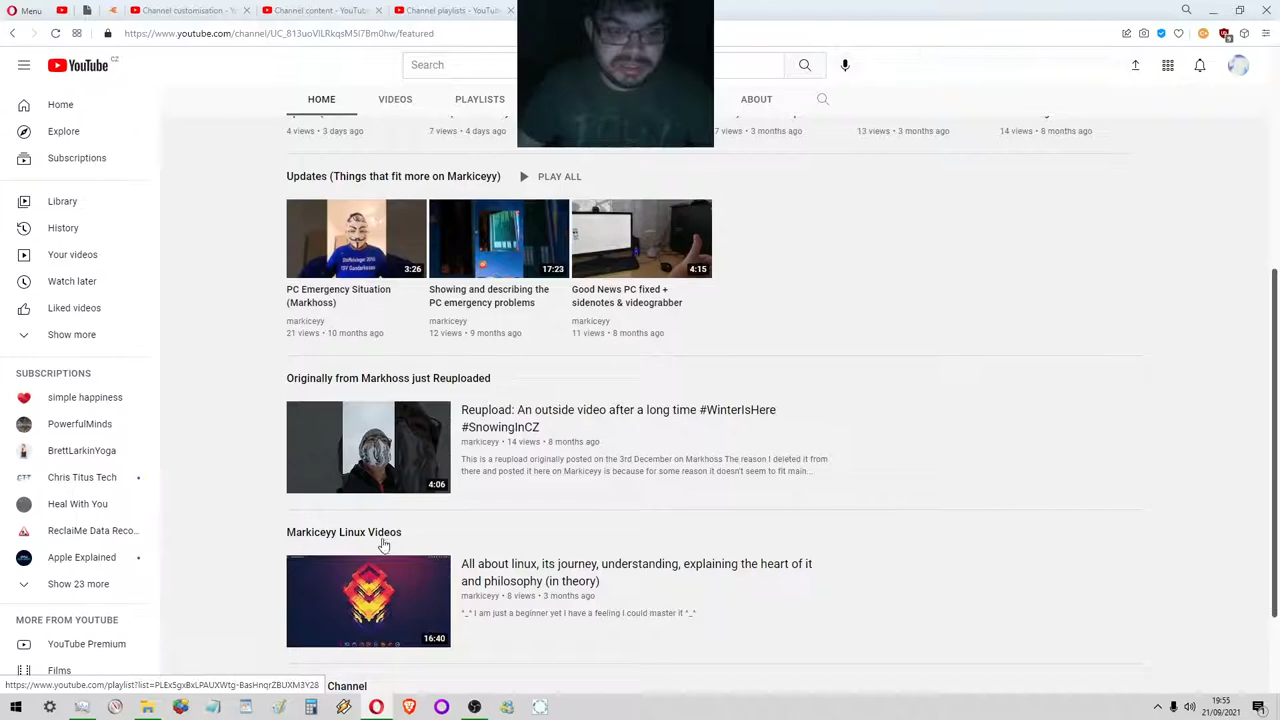 Menu
Channel customisation - Y
Channel content - YouTub
Channel playlists - YouTu
https://www.youtube.com/channel/UC_813uoVlLRkqsM5l7Bm0hw/featured
YouTube CZ
Search
HOME VIDEOS PLAYLISTS ABOUT
4 views • 3 days ago
7 views • 4 days ago
7 views • 3 months ago
13 views • 3 months ago
14 views • 8 months ago
Home
Explore
Subscriptions
Library
History
Your videos
Watch later
Liked videos
Show more
SUBSCRIPTIONS
simple happiness
PowerfulMinds
BrettLarkinYoga
Chris Titus Tech
Heal With You
ReclaiMe Data Reco...
Apple Explained
Show 23 more
MORE FROM YOUTUBE
YouTube Premium
Films
Updates (Things that fit more on Markiceyy) PLAY ALL
3:26
PC Emergency Situation
(Markhoss)
markiceyy
21 views • 10 months ago
17:23
Showing and describing the
PC emergency problems
markiceyy
12 views • 9 months ago
4:15
Good News PC fixed +
sidenotes & videograbber
markiceyy
11 views • 8 months ago
Originally from Markhoss just Reuploaded
4:06
Reupload: An outside video after a long time #WinterIsHere
#SnowingInCZ
markiceyy • 14 views • 8 months ago
This is a reupload originally posted on the 3rd December on Markhoss The reason I deleted it from
there and posted it here on Markiceyy is because for some reason it doesn't seem to fit main...
Markiceyy Linux Videos
16:40
All about linux, its journey, understanding, explaining the heart of it
and philosophy (in theory)
markiceyy • 8 views • 3 months ago
^_^ I am just a beginner yet I have a feeling I could master it ^_^
Channel
https://www.youtube.com/playlist?list=PLEx5gxBxLPAUXWtg-BasHnqrZBUXM3Y28
19:55
21/09/2021